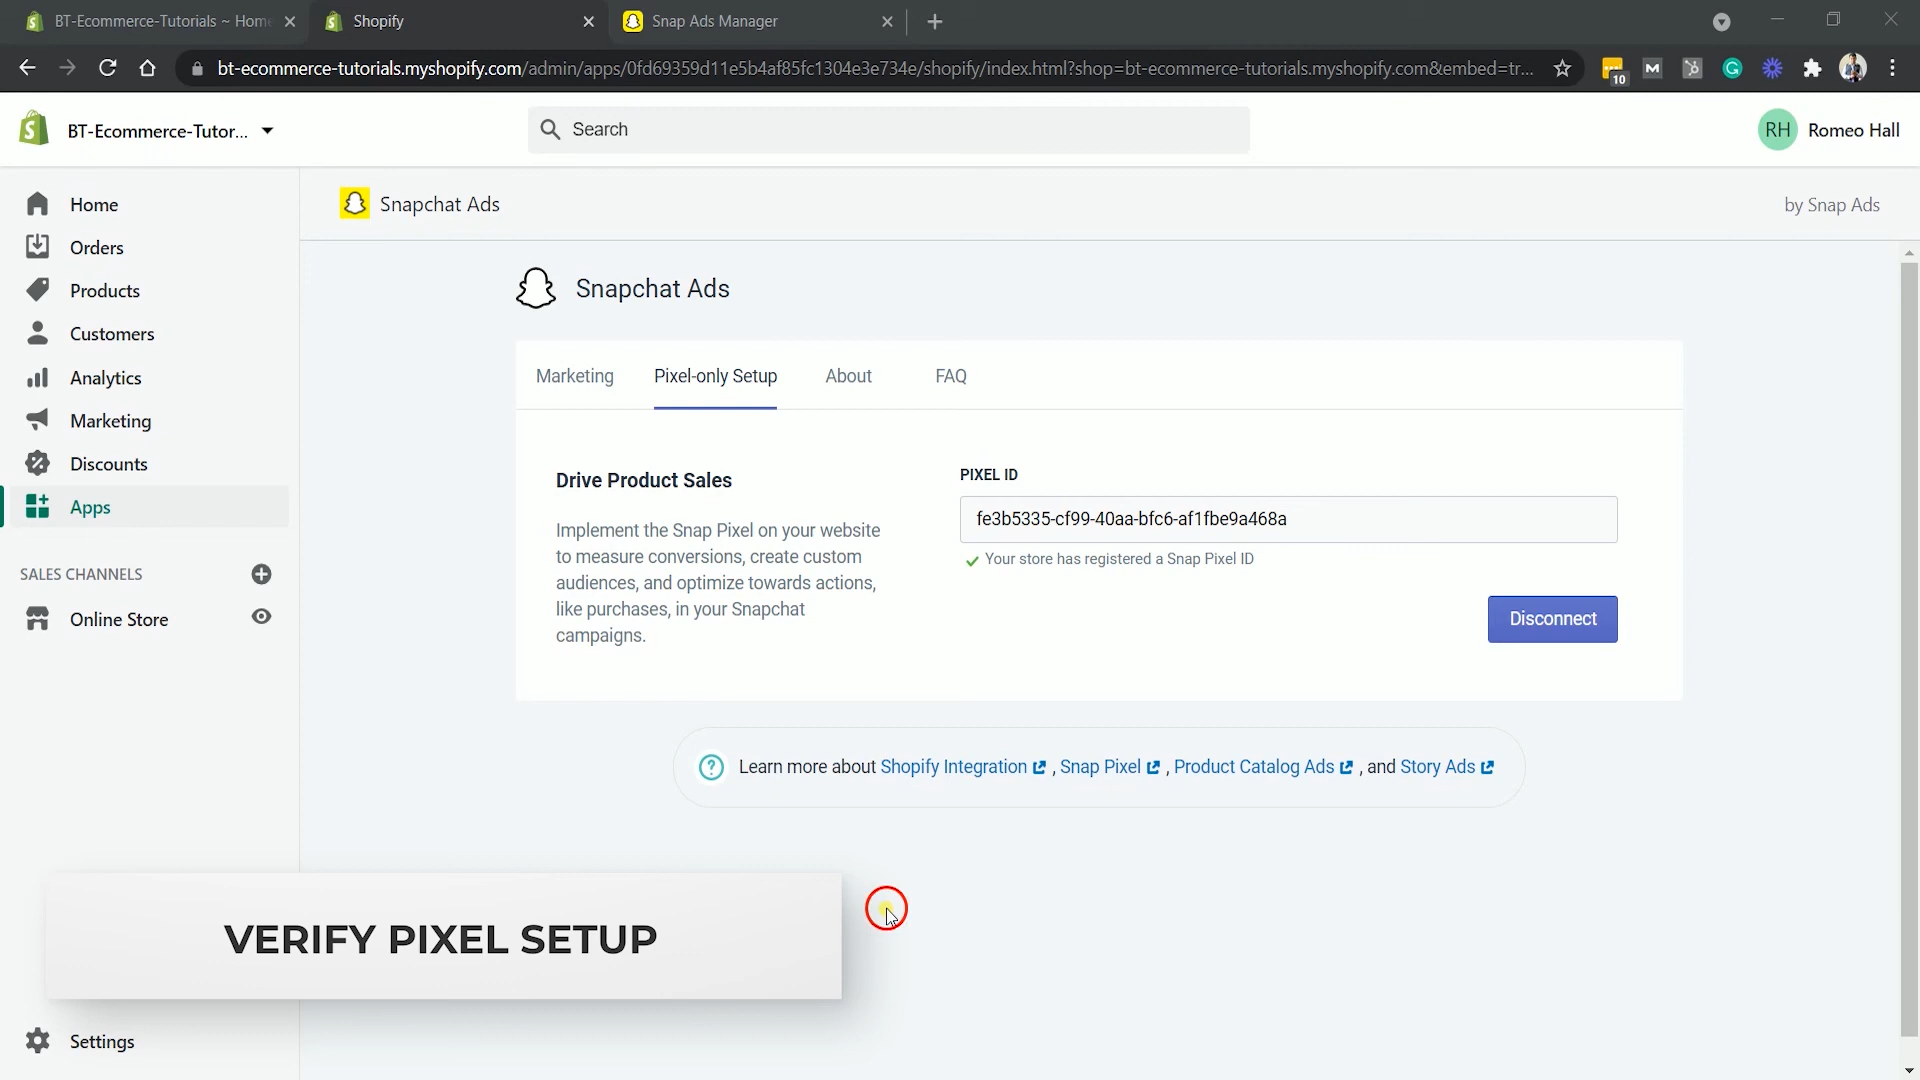 BT-Ecommerce-Tutorials ~ Home
Shopify
Snap Ads Manager
bt-ecommerce-tutorials.myshopify.com/admin/apps/0fd69359d11e5b4af85fc1304e3e734e/shopify/index.html?shop=bt-ecommerce-tutorials.myshopify.com&embed=tr...
10
M
G
BT-Ecommerce-Tutor...
Search
RH
Romeo Hall
Snapchat Ads
by Snap Ads
Home
Orders
Products
Customers
Analytics
Marketing
Discounts
Apps
SALES CHANNELS
Online Store
Settings
Snapchat Ads
Marketing
Pixel-only Setup
About
FAQ
Drive Product Sales
Implement the Snap Pixel on your website
to measure conversions, create custom
audiences, and optimize towards actions,
like purchases, in your Snapchat
campaigns.
PIXEL ID
fe3b5335-cf99-40aa-bfc6-af1fbe9a468a
Your store has registered a Snap Pixel ID
Disconnect
? Learn more about Shopify Integration , Snap Pixel , Product Catalog Ads , and Story Ads
VERIFY PIXEL SETUP